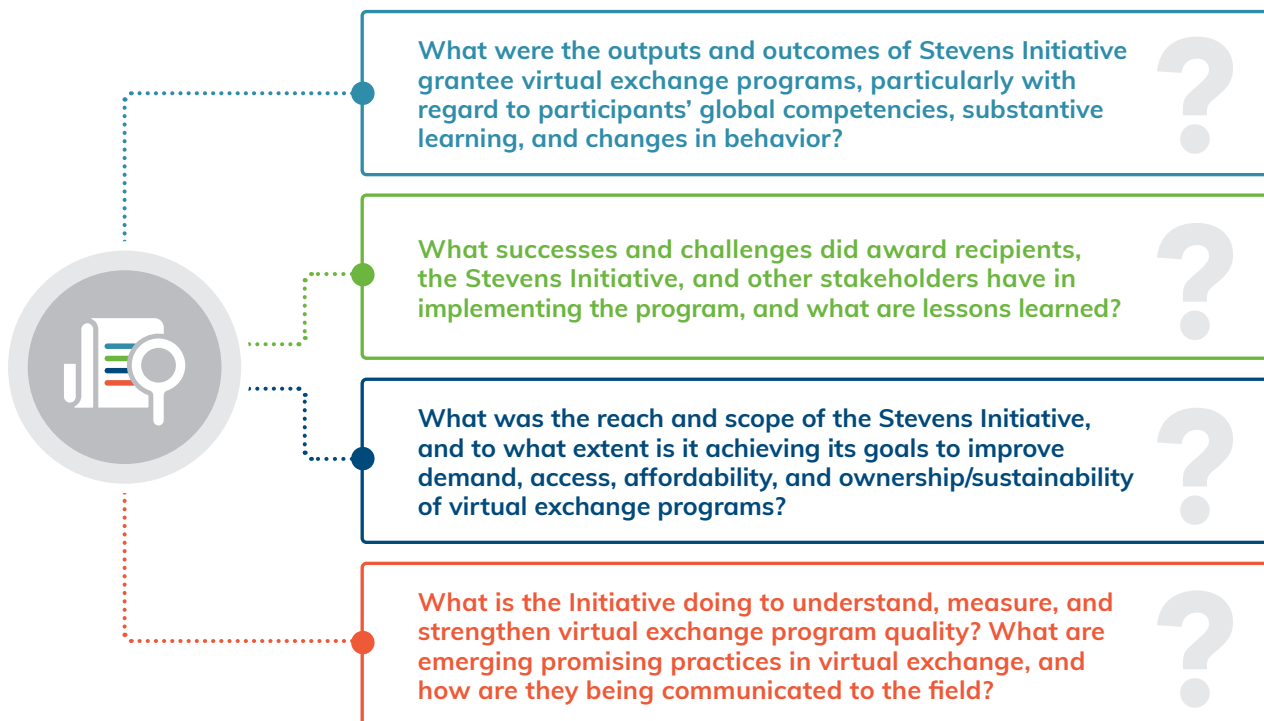 What were the outputs and outcomes of Stevens Initiative
grantee virtual exchange programs, particularly with
regard to participants’ global competencies, substantive
learning, and changes in behavior?
?
What successes and challenges did award recipients,
the Stevens Initiative, and other stakeholders have in
implementing the program, and what are lessons learned?
?
What was the reach and scope of the Stevens Initiative,
and to what extent is it achieving its goals to improve
demand, access, affordability, and ownership/sustainability
of virtual exchange programs?
?
What is the Initiative doing to understand, measure, and
strengthen virtual exchange program quality? What are
emerging promising practices in virtual exchange, and
how are they being communicated to the field?
?